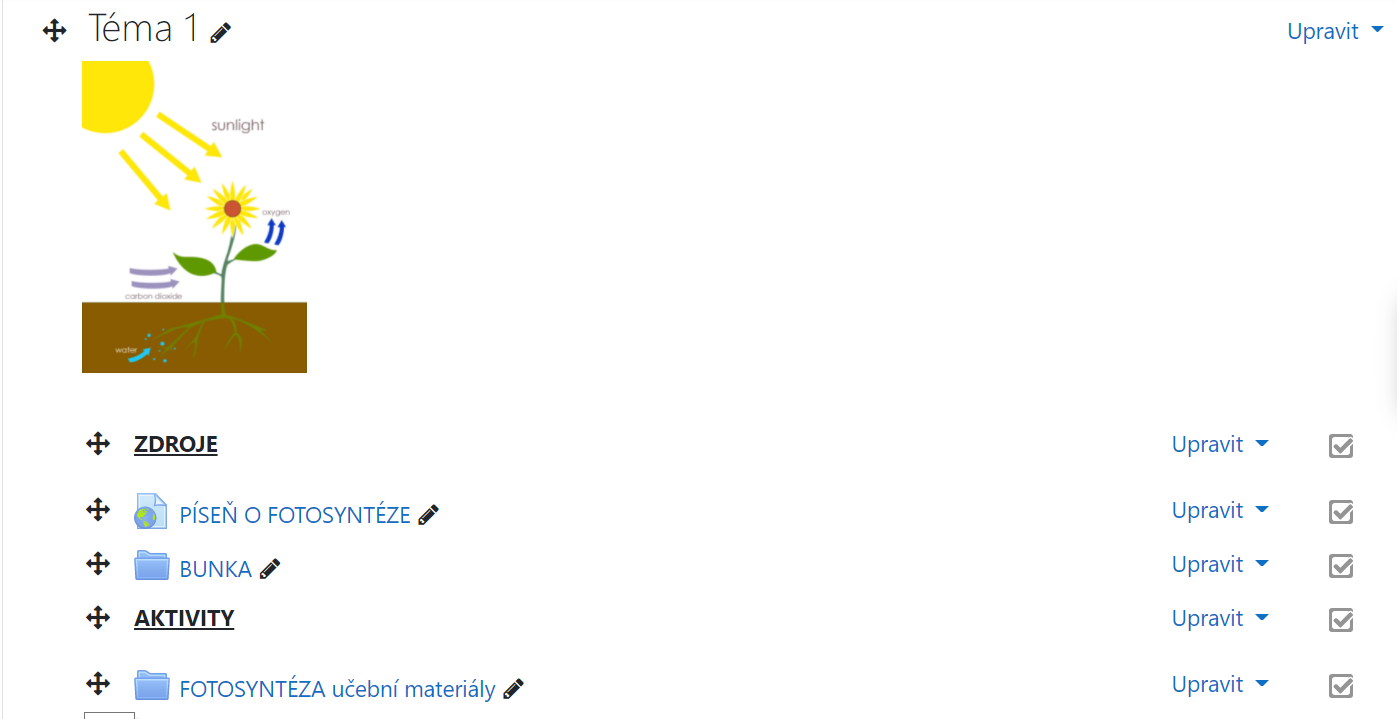 Téma 1
Upravit
sunlight
oxygen
carbon dioxide
water
ZDROJE
Upravit
PÍSEŇ O FOTOSYNTÉZE
Upravit
BUNKA
Upravit
AKTIVITY
Upravit
FOTOSYNTÉZA učební materiály
Upravit